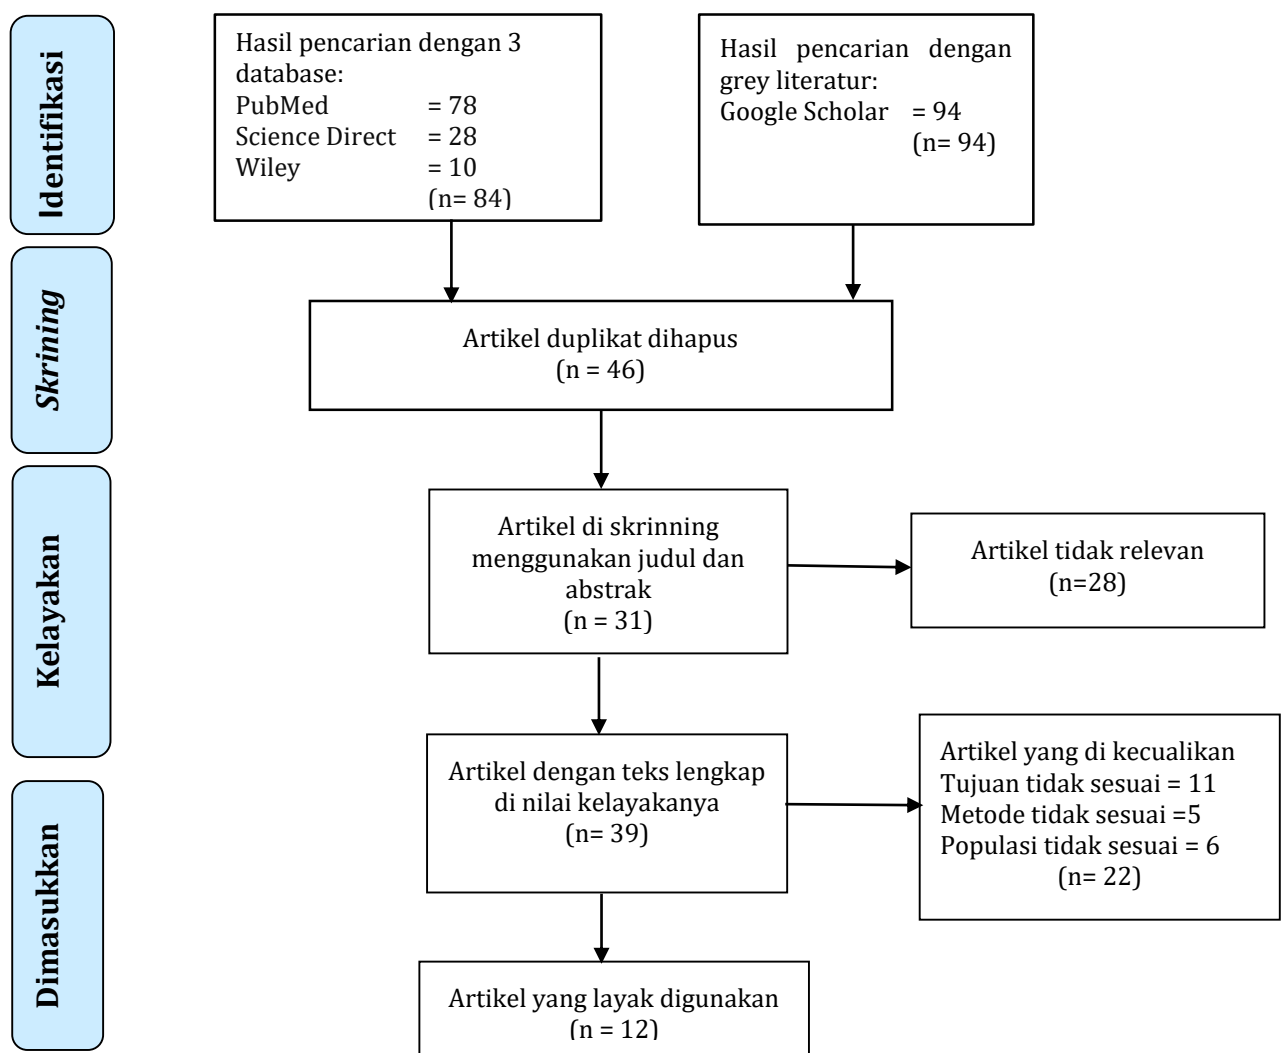 Identifikasi
Hasil pencarian dengan 3
database:
PubMed = 78
Science Direct = 28
Wiley = 10
(n= 84)
Hasil pencarian dengan
grey literatur:
Google Scholar = 94
(n= 94)
Skrining
Artikel duplikat dihapus
(n = 46)
Kelayakan
Artikel di skrinning
menggunakan judul dan
abstrak
(n = 31)
Artikel tidak relevan
(n=28)
Artikel dengan teks lengkap
di nilai kelayakanya
(n= 39)
Artikel yang di kecualikan
Tujuan tidak sesuai = 11
Metode tidak sesuai =5
Populasi tidak sesuai = 6
(n= 22)
Dimasukkan
Artikel yang layak digunakan
(n = 12)